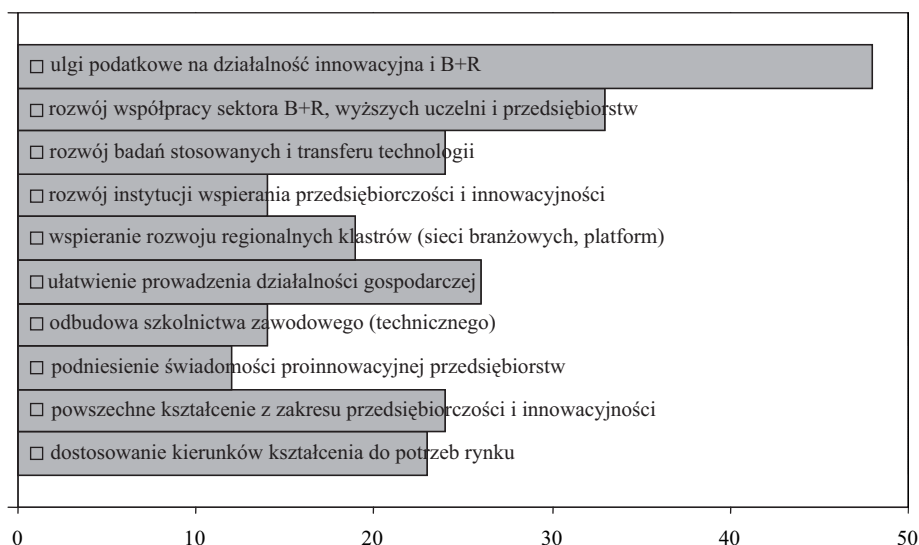 ulgi podatkowe na działalność innowacyjna i B+R
rozwój współpracy sektora B+R, wyższych uczelni i przedsiębiorstw
rozwój badań stosowanych i transferu technologii
rozwój instytucji wspierania przedsiębiorczości i innowacyjności
wspieranie rozwoju regionalnych klastrów (sieci branżowych, platform)
ułatwienie prowadzenia działalności gospodarczej
odbudowa szkolnictwa zawodowego (technicznego)
podniesienie świadomości proinnowacyjnej przedsiębiorstw
powszechne kształcenie z zakresu przedsiębiorczości i innowacyjności
dostosowanie kierunków kształcenia do potrzeb rynku
0 10 20 30 40 50